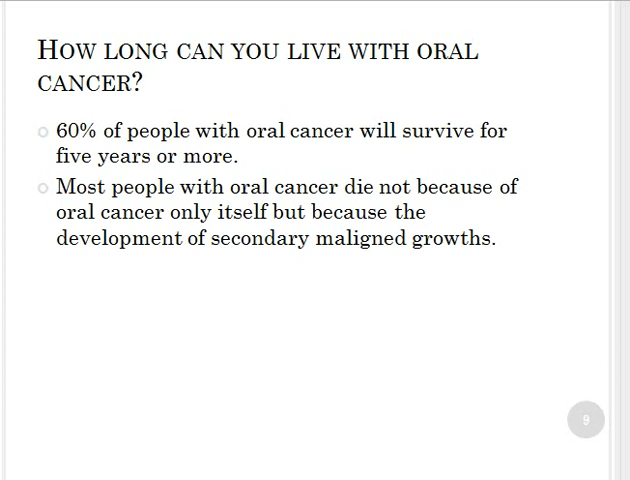 HOW LONG CAN YOU LIVE WITH ORAL
CANCER?
60% of people with oral cancer will survive for
five years or more.
Most people with oral cancer die not because of
oral cancer only itself but because the
development of secondary maligned growths.
9